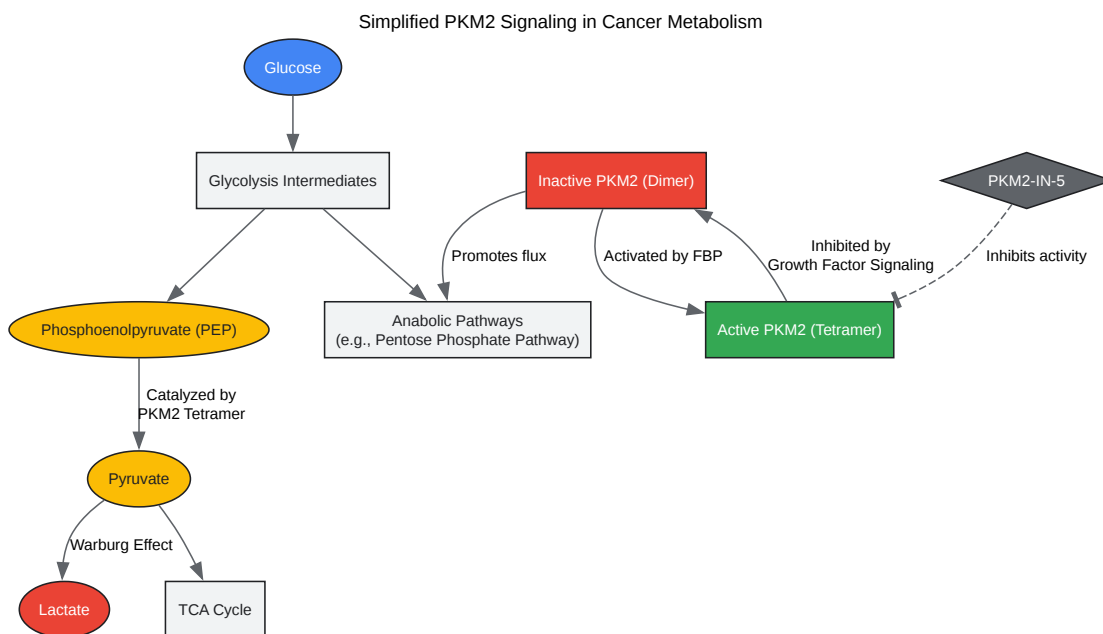 Simplified PKM2 Signaling in Cancer Metabolism
Glucose
Glycolysis Intermediates
Inactive PKM2 (Dimer)
PKM2-IN-5
Promotes flux
Activated by FBP
Inhibited by
Growth Factor Signaling
Inhibits activity
Phosphoenolpyruvate (PEP)
Anabolic Pathways
(e.g., Pentose Phosphate Pathway)
Active PKM2 (Tetramer)
Catalyzed by
PKM2 Tetramer
Pyruvate
Warburg Effect
Lactate
TCA Cycle